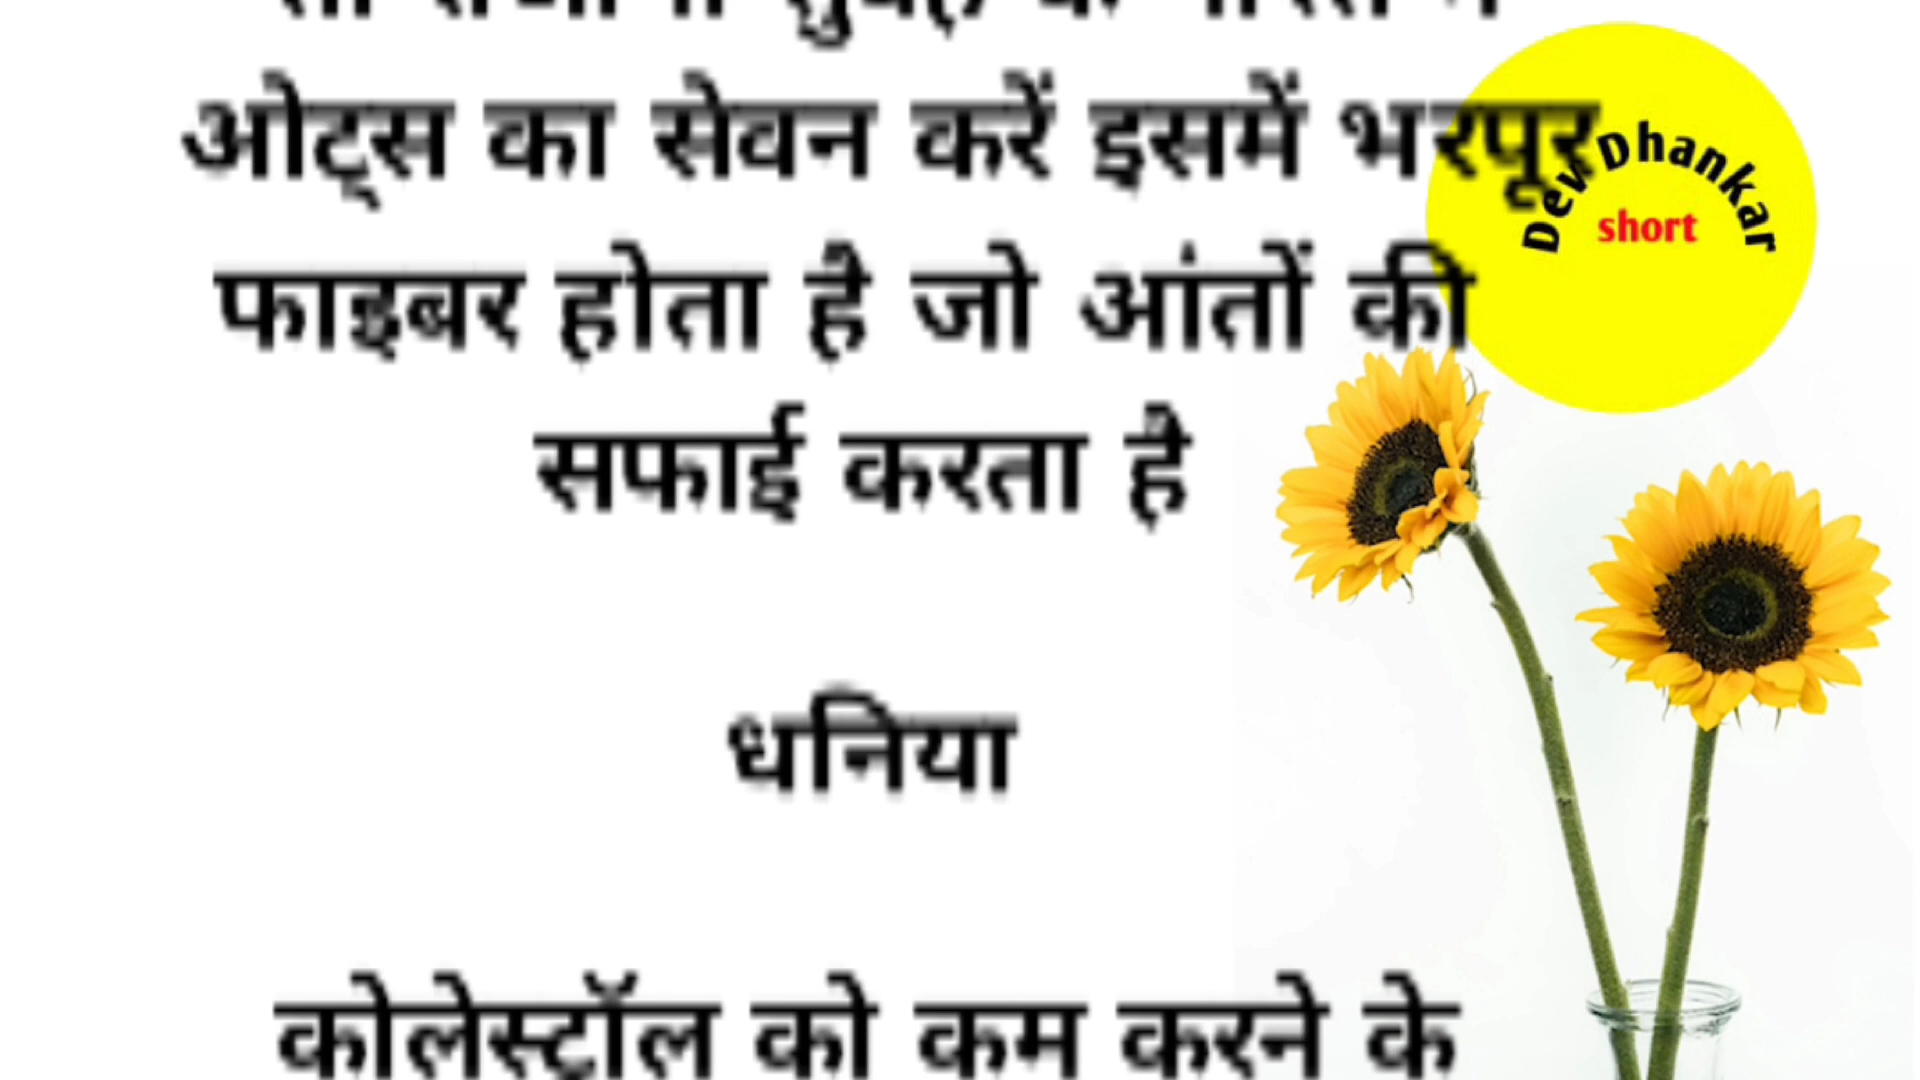 ओट्स का सेवन करें इसमें भरपूर
Dev Dhankar
short
फाइबर होता है जो आंतों की
सफाई करता है
धनिया
कोलेस्ट्रॉल को कम करने के